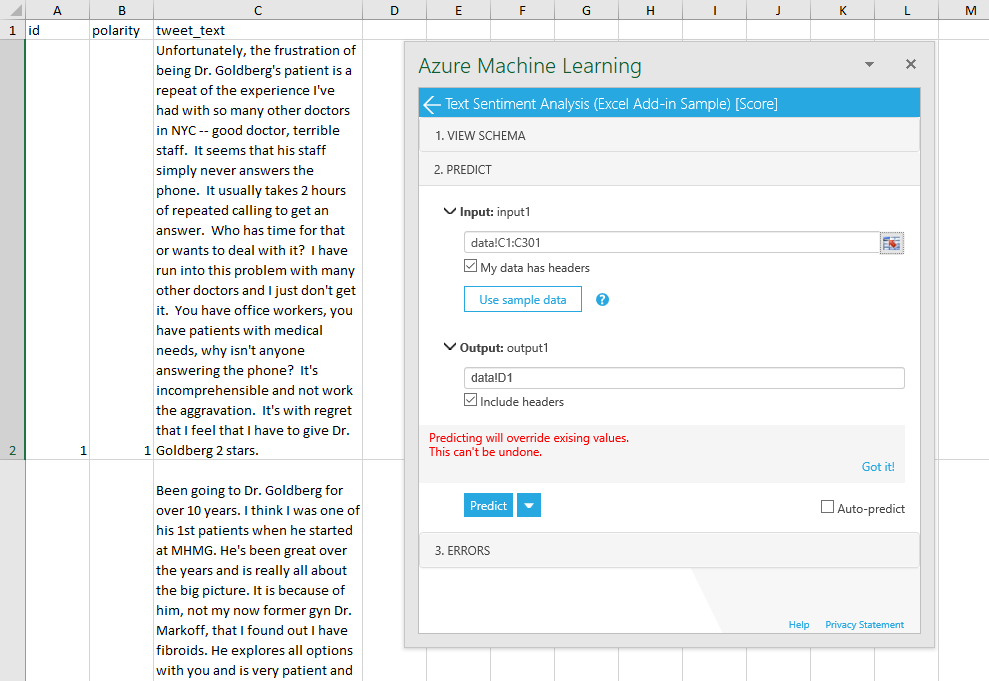 A B C D E F G H I J K L M
1 id polarity tweet_text
Unfortunately, the frustration of
being Dr. Goldberg's patient is a
repeat of the experience I've
had with so many other doctors
in NYC -- good doctor, terrible
staff.  It seems that his staff
simply never answers the
phone.  It usually takes 2 hours
of repeated calling to get an
answer.  Who has time for that
or wants to deal with it?  I have
run into this problem with many
other doctors and I just don't get
it.  You have office workers, you
have patients with medical
needs, why isn't anyone
answering the phone?  It's
incomprehensible and not work
the aggravation.  It's with regret
that I feel that I have to give Dr.
2 1 1 Goldberg 2 stars.
Been going to Dr. Goldberg for
over 10 years. I think I was one of
his 1st patients when he started
at MHMG. He's been great over
the years and is really all about
the big picture. It is because of
him, not my now former gyn Dr.
Markoff, that I found out I have
fibroids. He explores all options
with you and is very patient and
Azure Machine Learning
Text Sentiment Analysis (Excel Add-in Sample) [Score]
1. VIEW SCHEMA
2. PREDICT
Input: input1
data!C1:C301
My data has headers
Use sample data ?
Output: output1
data!D1
Include headers
Predicting will override exising values.
This can't be undone.
Got it!
Predict Auto-predict
3. ERRORS
Help Privacy Statement